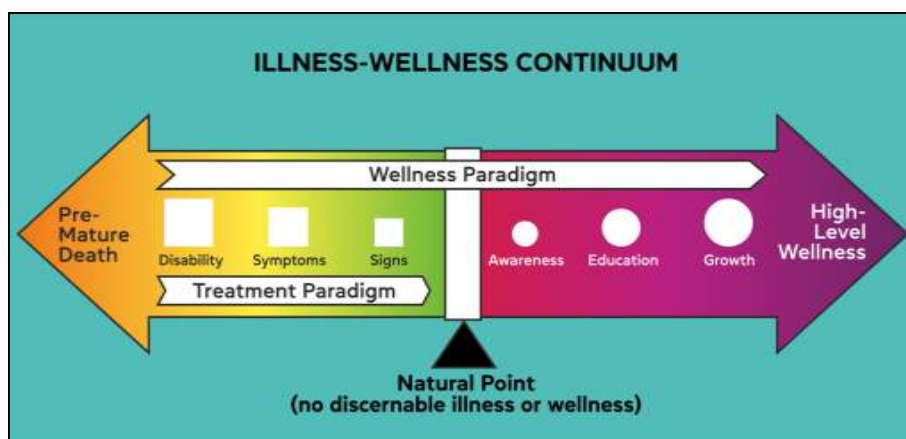 ILLNESS-WELLNESS CONTINUUM
Wellness Paradigm
Pre-
Mature
Death
Disability
Symptoms
Signs
Awareness
Education
Growth
High-
Level
Wellness
Treatment Paradigm
Natural Point
(no discernable illness or wellness)